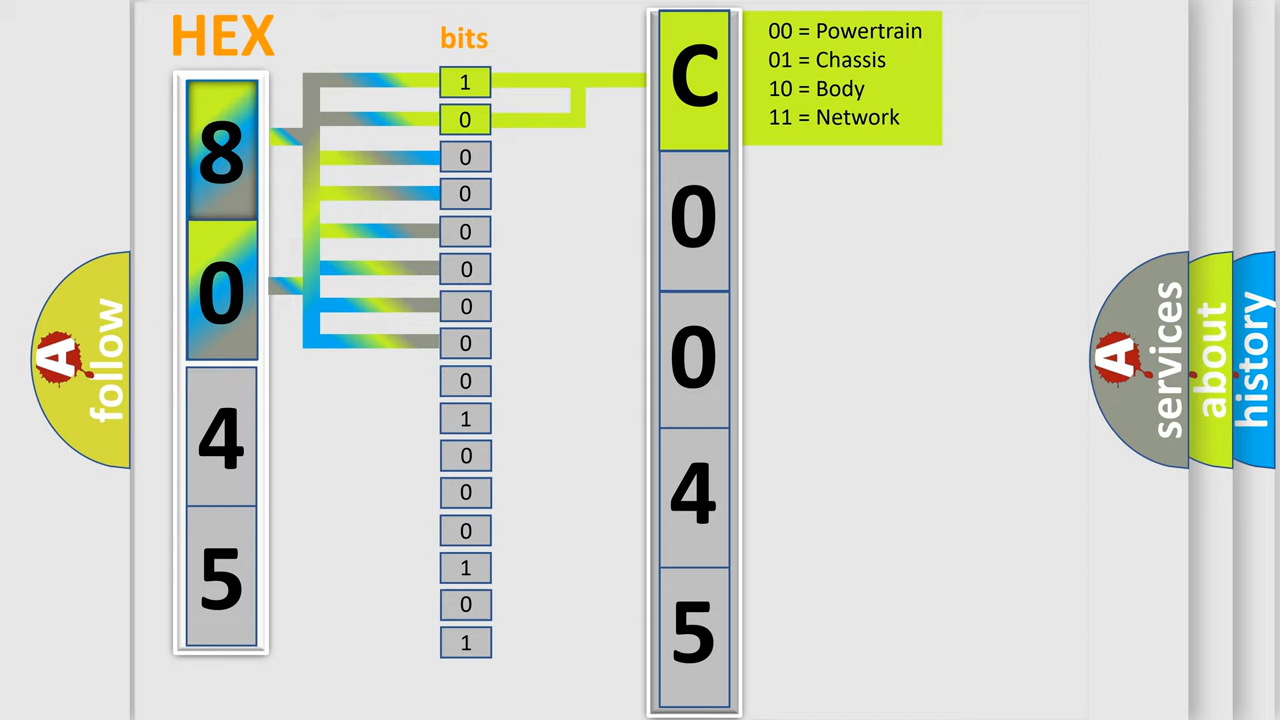 HEX
bits
8
0
4
5
1
0
0
0
0
0
0
0
0
1
0
0
0
1
0
1
C
0
0
4
5
00 = Powertrain
01 = Chassis
10 = Body
11 = Network
A
follow
A
services
about
history